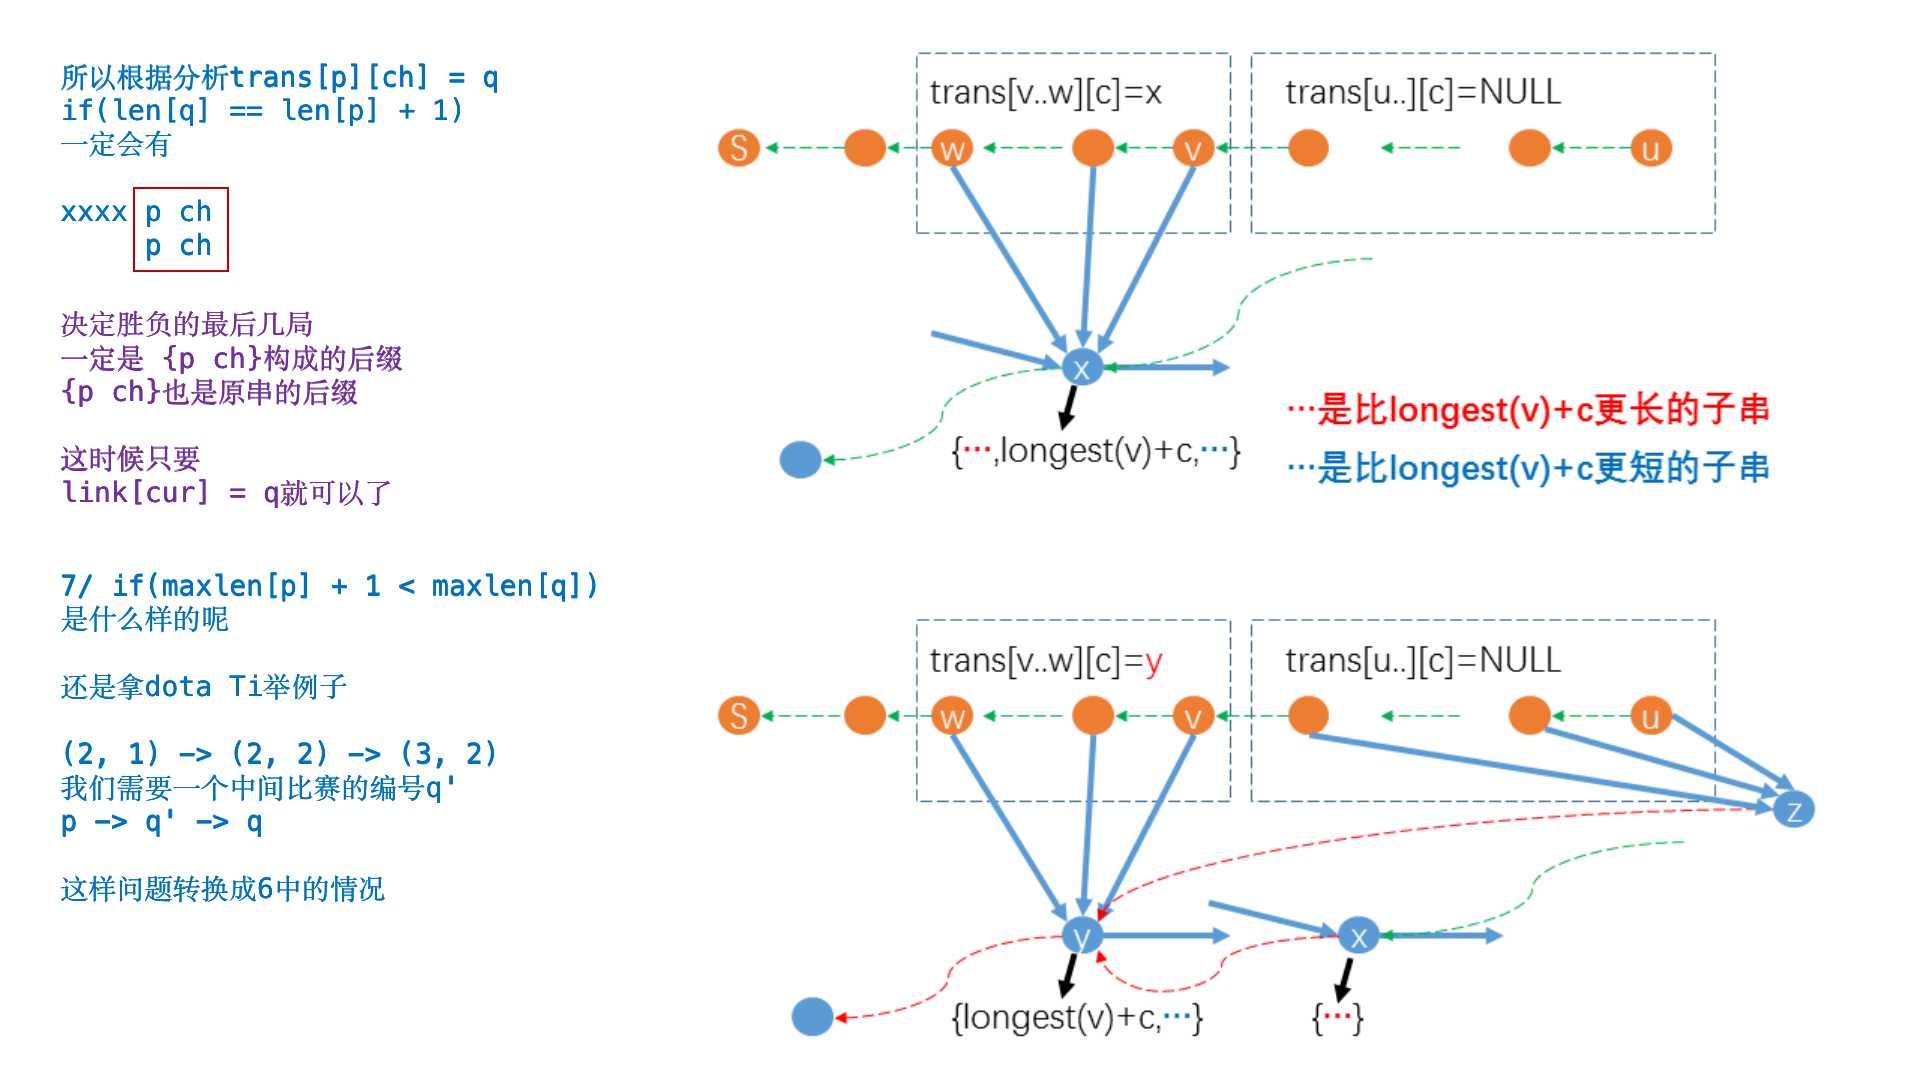 所以根据分析trans[p][ch] = q
if(len[q] == len[p] + 1)
一定会有
xxxx p ch
p ch
决定胜负的最后几局
一定是 {p ch}构成的后缀
{p ch}也是原串的后缀
这时候只要
link[cur] = q就可以了
7/ if(maxlen[p] + 1 < maxlen[q])
是什么样的呢
还是拿dota Ti举例子
(2, 1) -> (2, 2) -> (3, 2)
我们需要一个中间比赛的编号q'
p -> q' -> q
这样问题转换成6中的情况
trans[v..w][c]=x
trans[u..][c]=NULL
S
w
v
u
x
{…,longest(v)+c,…}
…是比longest(v)+c更长的子串
…是比longest(v)+c更短的子串
trans[v..w][c]=y
trans[u..][c]=NULL
S
w
v
u
z
y
x
{longest(v)+c,…}
{…}